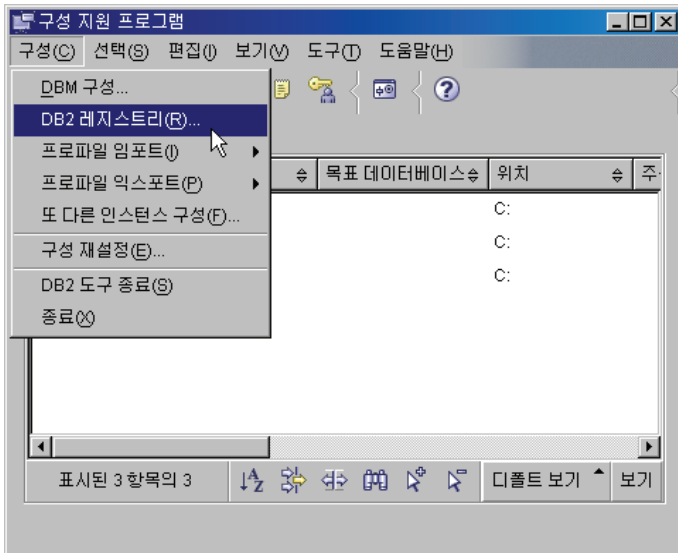 구성 지원 프로그램
구성(C) 선택(S) 편집(I) 보기(V) 도구(T) 도움말(H)
DBM 구성...
DB2 레지스트리(R)...
프로파일 임포트(I)
프로파일 익스포트(P)
또 다른 인스턴스 구성(F)...
구성 재설정(E)...
DB2 도구 종료(S)
종료(X)
목표 데이터베이스 위치 주
C:
C:
C:
표시된 3 항목의 3 디폴트 보기 보기